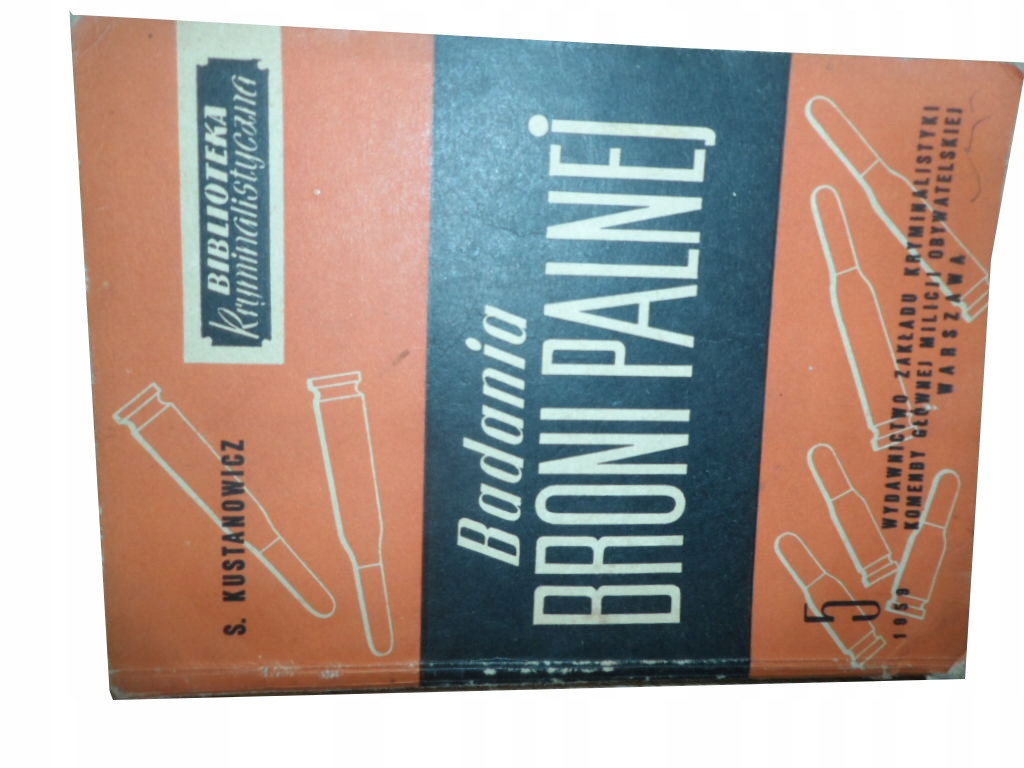 BIBLIOTEKA
Kryminalistyczna
S. KUSTANOWICZ
Badania
BRONI PALNEJ
5
1959
WYDAWNICTWO ZAKŁADU KRYMINALISTYKI
KOMENDY GŁÓWNEJ MILICJI OBYWATELSKIEJ
WARSZAWA